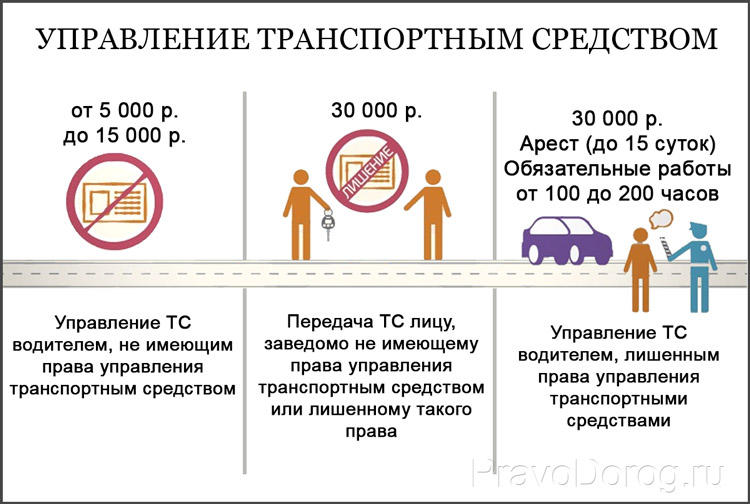 УПРАВЛЕНИЕ ТРАНСПОРТНЫМ СРЕДСТВОМ
от 5 000 р.
до 15 000 р.
Управление ТС
водителем, не имеющим
права управления
транспортным средством
30 000 р.
ЛИШЕНИЕ
Передача ТС лицу,
заведомо не имеющему
права управления
транспортным средством
или лишенному такого
права
30 000 р.
Арест (до 15 суток)
Обязательные работы
от 100 до 200 часов
Управление ТС
водителем, лишенным
права управления
транспортными
средствами
PravoDorog.ru